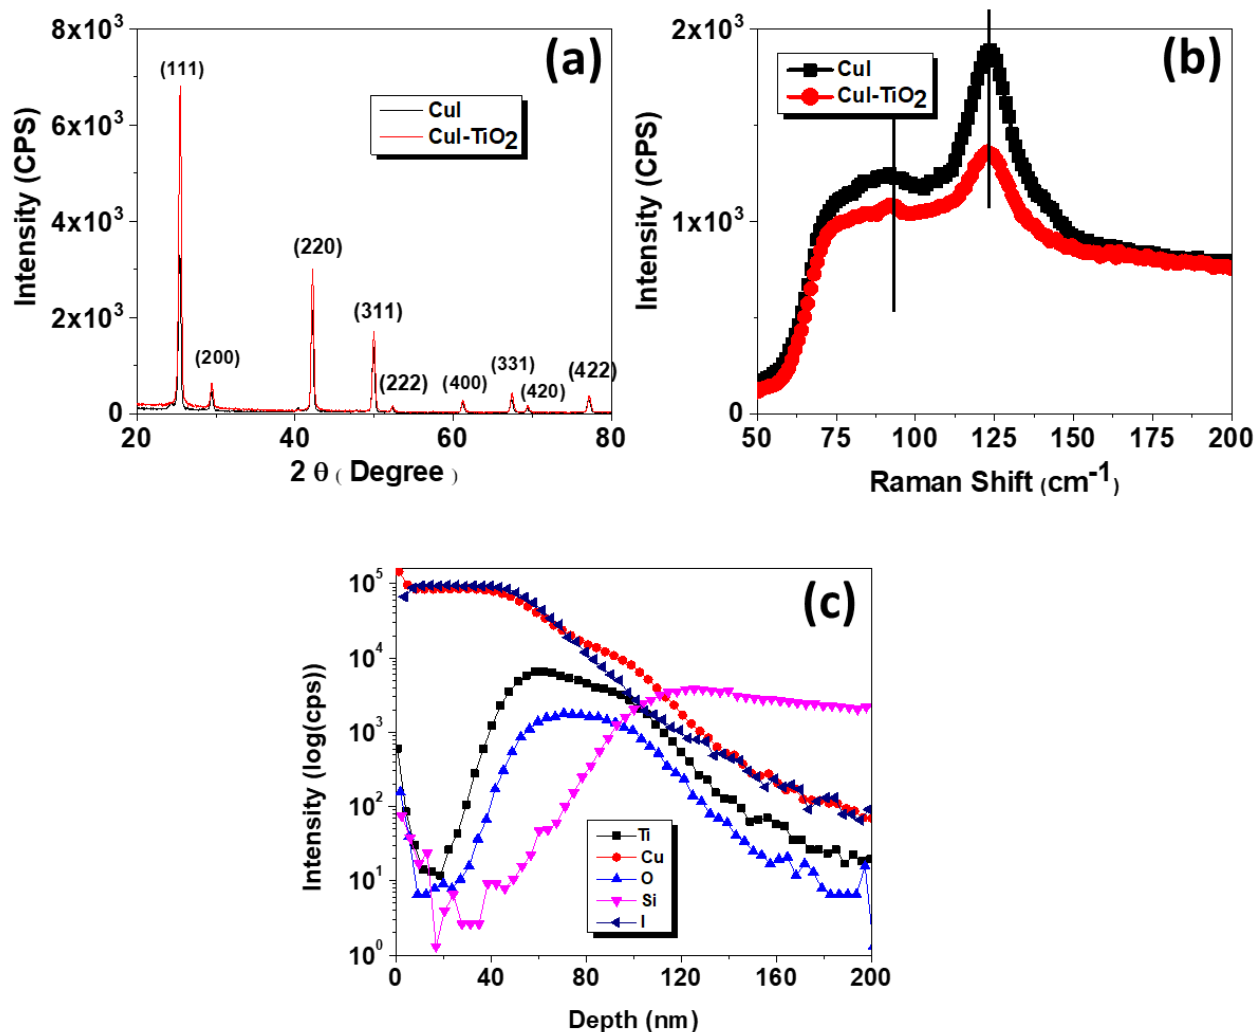 (a)
8x10³
6x10³
4x10³
2x10³
0
Intensity (CPS)
(111)
(200)
(220)
(311)
(222)
(400)
(331)
(420)
(422)
CuI
CuI-TiO₂
20 40 60 80
2 θ ( Degree )
(b)
2x10³
1x10³
0
Intensity (CPS)
CuI
CuI-TiO₂
50 75 100 125 150 175 200
Raman Shift (cm⁻¹)
(c)
10⁵
10⁴
10³
10²
10¹
10⁰
Intensity (log(cps))
Ti
Cu
O
Si
I
0 40 80 120 160 200
Depth (nm)